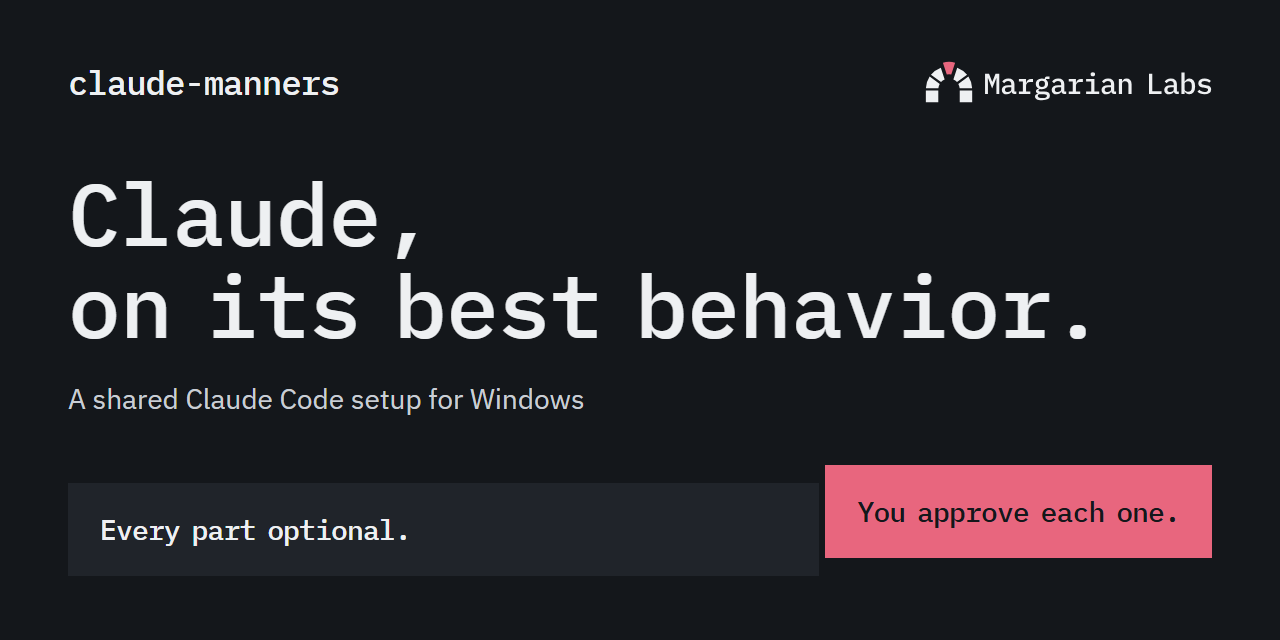 claude-manners
Margarian Labs
Claude,
on its best behavior.
A shared Claude Code setup for Windows
Every part optional.
You approve each one.